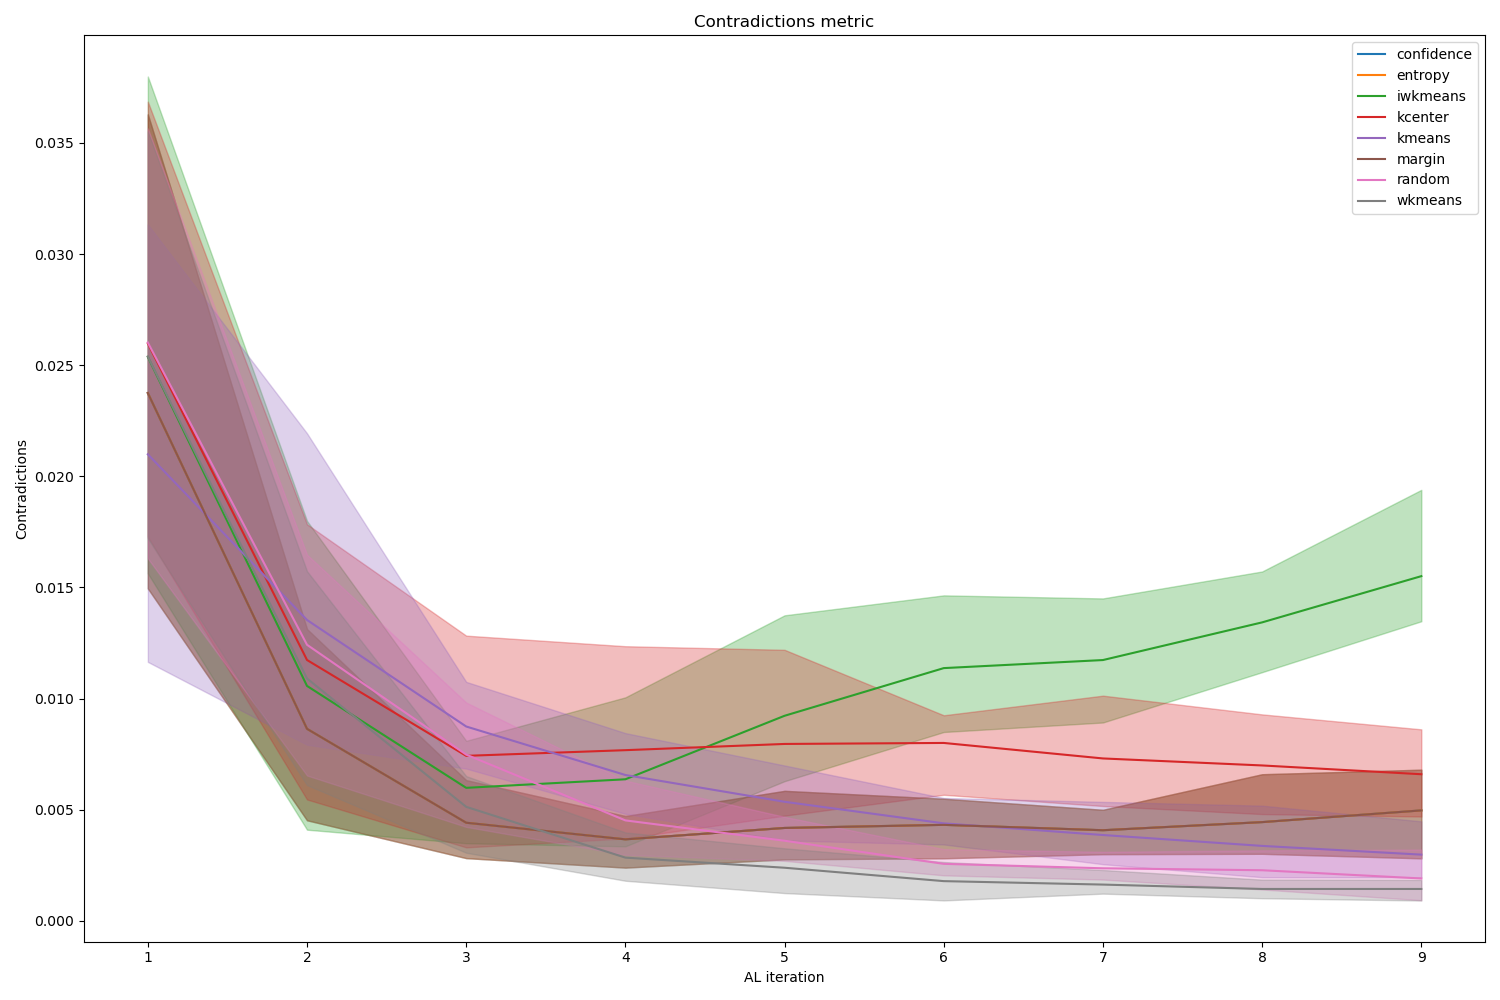 Contradictions metric
confidence
entropy
iwkmeans
kcenter
kmeans
margin
random
wkmeans
Contradictions
0.035
0.030
0.025
0.020
0.015
0.010
0.005
0.000
1 2 3 4 5 6 7 8 9
AL iteration